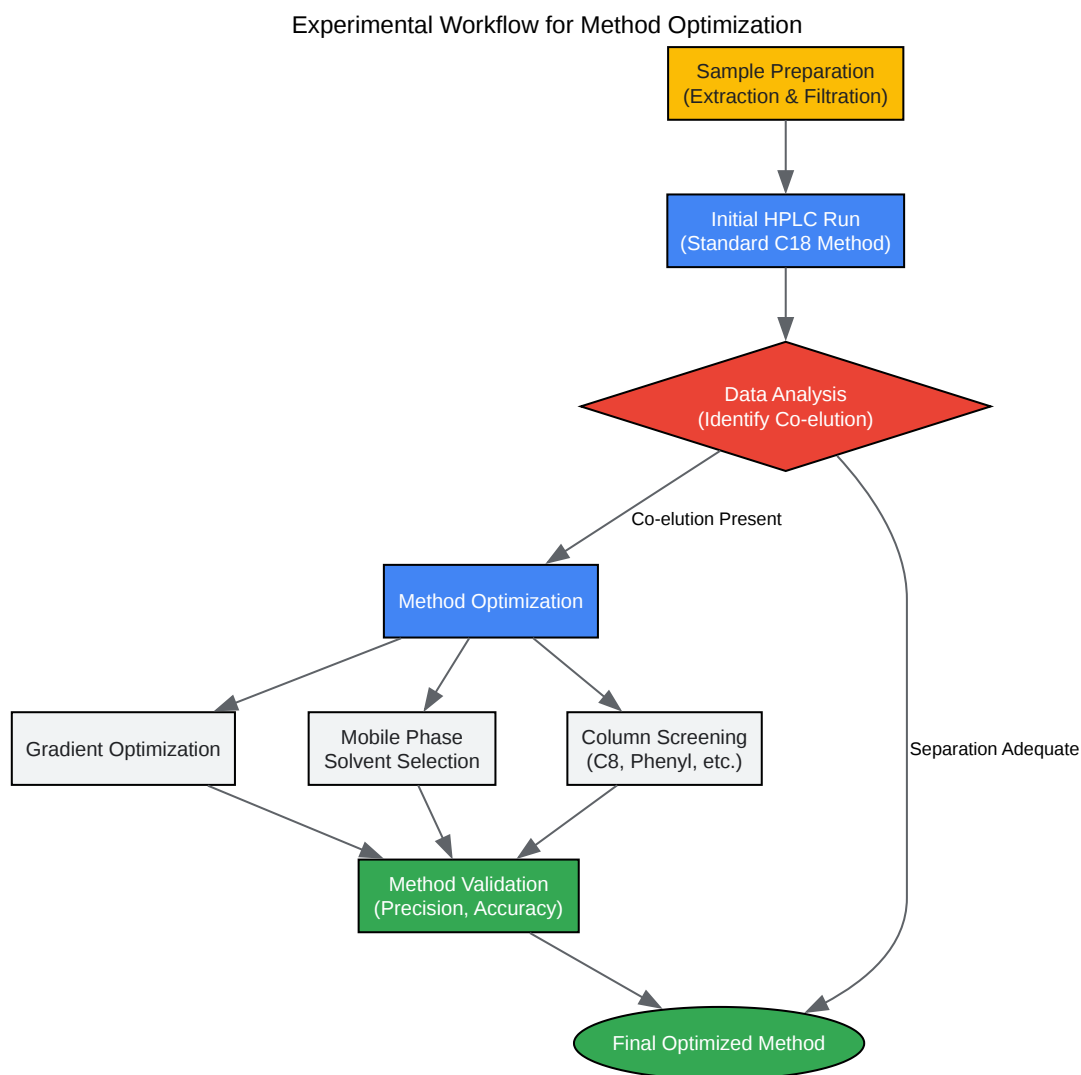 Experimental Workflow for Method Optimization
Sample Preparation
(Extraction & Filtration)
Initial HPLC Run
(Standard C18 Method)
Data Analysis
(Identify Co-elution)
Co-elution Present
Method Optimization
Gradient Optimization
Mobile Phase
Solvent Selection
Column Screening
(C8, Phenyl, etc.)
Separation Adequate
Method Validation
(Precision, Accuracy)
Final Optimized Method